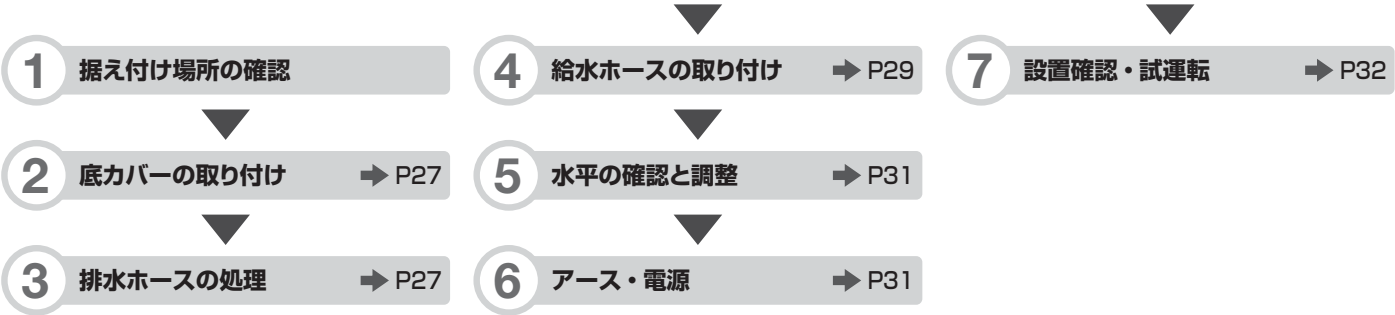 1 据え付け場所の確認
2 底カバーの取り付け ➡ P27
3 排水ホースの処理 ➡ P27
4 給水ホースの取り付け ➡ P29
5 水平の確認と調整 ➡ P31
6 アース・電源 ➡ P31
7 設置確認・試運転 ➡ P32